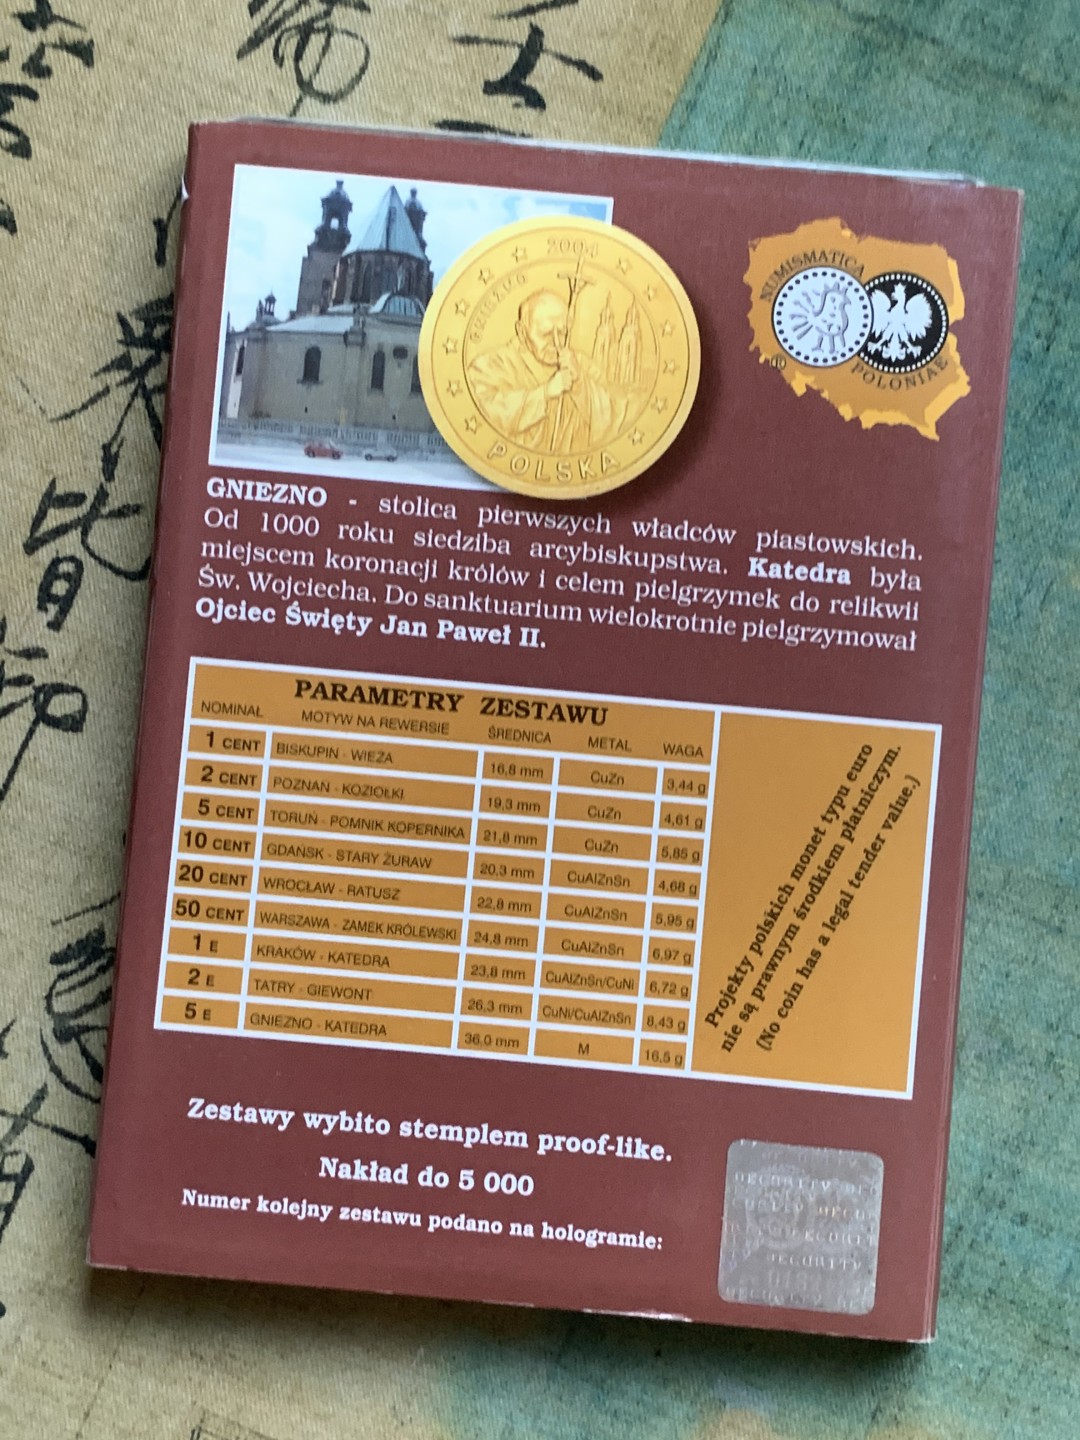 2004
GNIEZNO
POLSKA
NUMISMATICA
POLONIAE
®
GNIEZNO - stolica pierwszych władców piastowskich.
Od 1000 roku siedziba arcybiskupstwa. Katedra była
miejscem koronacji królów i celem pielgrzymek do relikwii
Św. Wojciecha. Do sanktuarium wielokrotnie pielgrzymował
Ojciec Święty Jan Paweł II.
PARAMETRY ZESTAWU
NOMINAŁ MOTYW NA REWERSIE ŚREDNICA METAL WAGA
1 CENT BISKUPIN - WIEŻA 16,8 mm CuZn 3,44 g
2 CENT POZNAŃ - KOZIOŁKI 19,3 mm CuZn 4,61 g
5 CENT TORUŃ - POMNIK KOPERNIKA 21,8 mm CuZn 5,85 g
10 CENT GDAŃSK - STARY ŻURAW 20,3 mm CuAlZnSn 4,68 g
20 CENT WROCŁAW - RATUSZ 22,8 mm CuAlZnSn 5,95 g
50 CENT WARSZAWA - ZAMEK KRÓLEWSKI 24,8 mm CuAlZnSn 6,97 g
1 E KRAKÓW - KATEDRA 23,8 mm CuAlZnSn/CuNi 6,72 g
2 E TATRY - GIEWONT 26,3 mm CuNi/CuAlZnSn 8,43 g
5 E GNIEZNO - KATEDRA 36,0 mm M 16,5 g
Projekty polskich monet typu euro
nie są prawnym środkiem płatniczym.
(No coin has a legal tender value.)
Zestawy wybito stemplem proof-like.
Nakład do 5 000
Numer kolejny zestawu podano na hologramie:
SECURITY